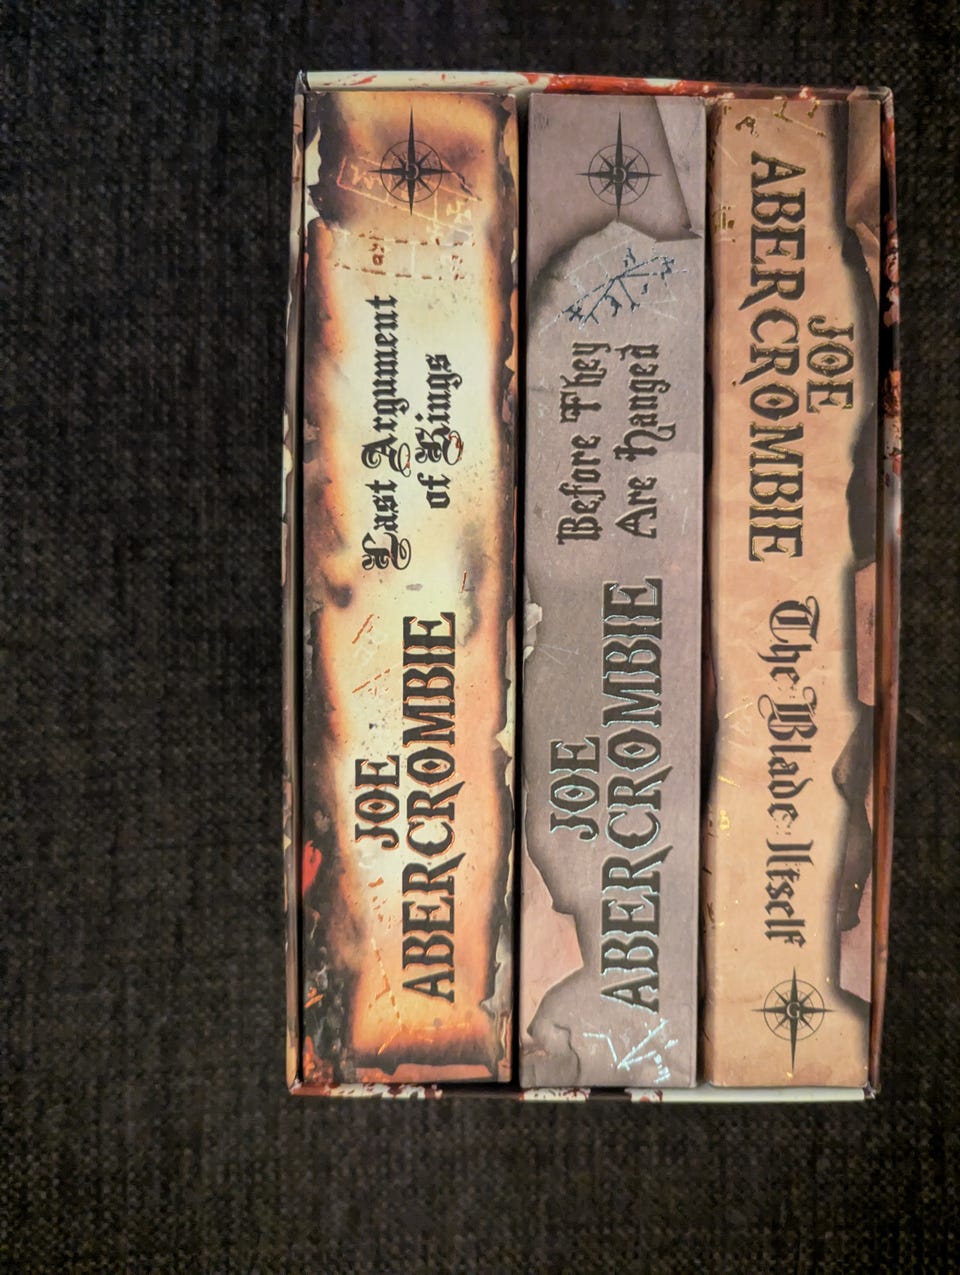 Last Argument
of Kings
JOE
ABERCROMBIE
Before They
Are Hanged
JOE
ABERCROMBIE
JOE
ABERCROMBIE
The Blade Itself